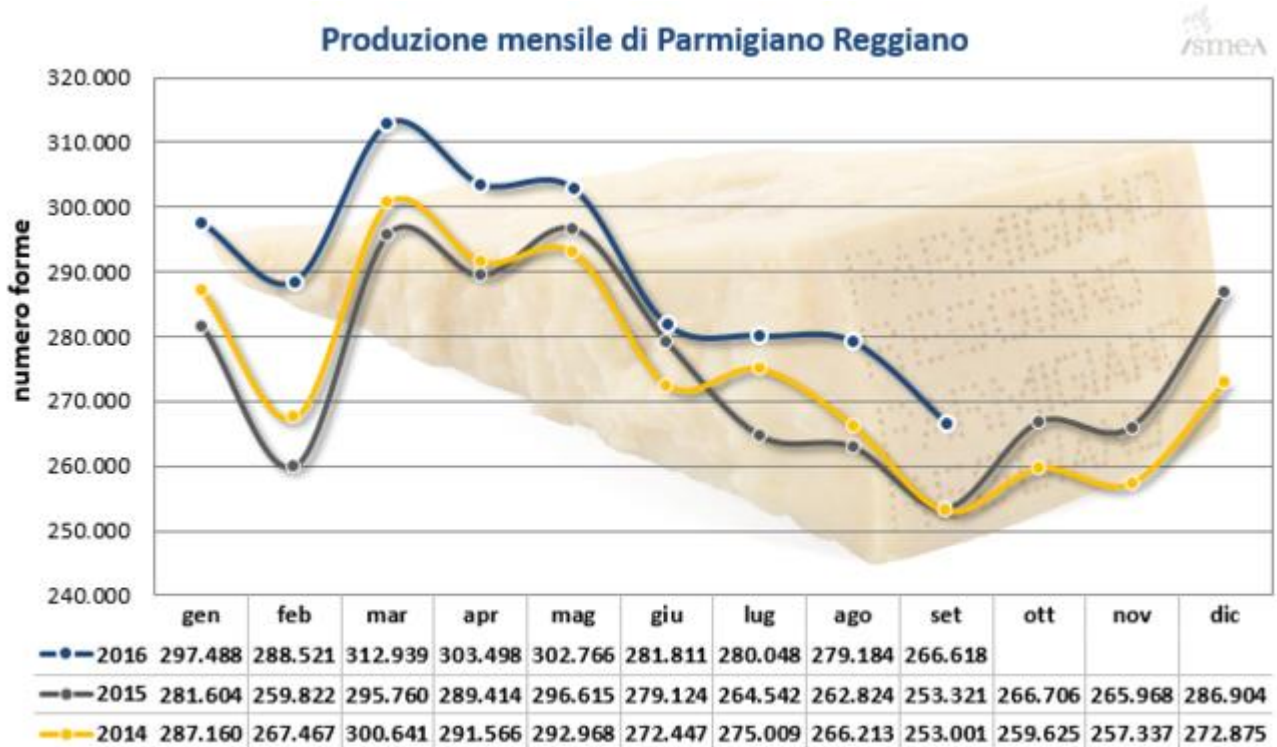 Produzione mensile di Parmigiano Reggiano
ismea
numero forme
320.000
310.000
300.000
290.000
280.000
270.000
260.000
250.000
240.000
gen feb mar apr mag giu lug ago set ott nov dic
2016 297.488 288.521 312.939 303.498 302.766 281.811 280.048 279.184 266.618
2015 281.604 259.822 295.760 289.414 296.615 279.124 264.542 262.824 253.321 266.706 265.968 286.904
2014 287.160 267.467 300.641 291.566 292.968 272.447 275.009 266.213 253.001 259.625 257.337 272.875